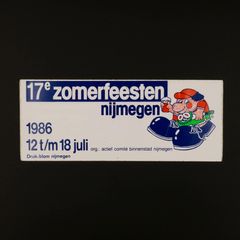 17e zomerfeesten
nijmegen
1986
12 t/m 18 juli org.: actief comité binnenstad nijmegen
Druk: blom nijmegen